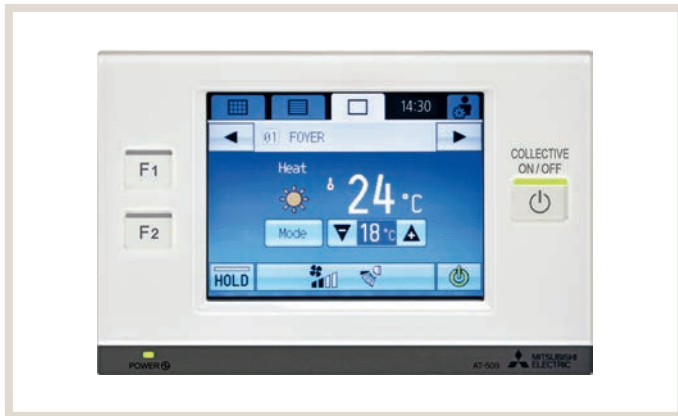 14:30
01 FOYER
F1
Heat
24 °C
COLLECTIVE
ON/OFF
F2
Mode
18 °C
HOLD
POWER
AT-50B
MITSUBISHI
ELECTRIC